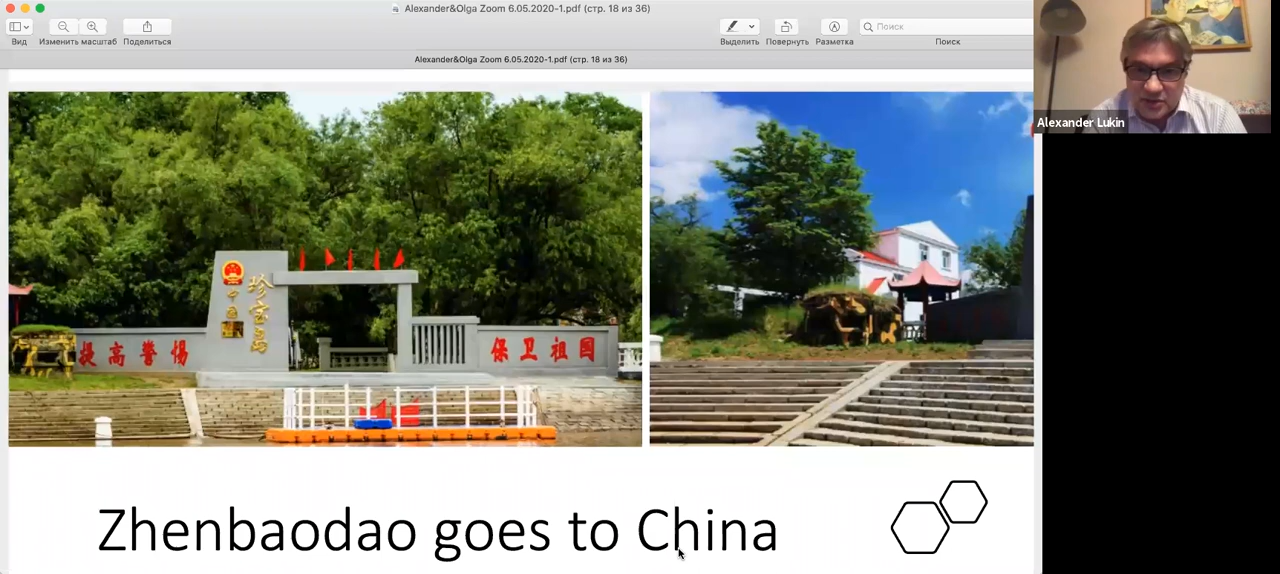 Alexander&Olga Zoom 6.05.2020-1.pdf (стр. 18 из 36)
Вид
Изменить масштаб
Поделиться
Выделить
Повернуть
Разметка
Поиск
Поиск
Alexander&Olga Zoom 6.05.2020-1.pdf (стр. 18 из 36)
Alexander Lukin
中国
珍宝岛
提高警惕
保卫祖国
Zhenbaodao goes to China